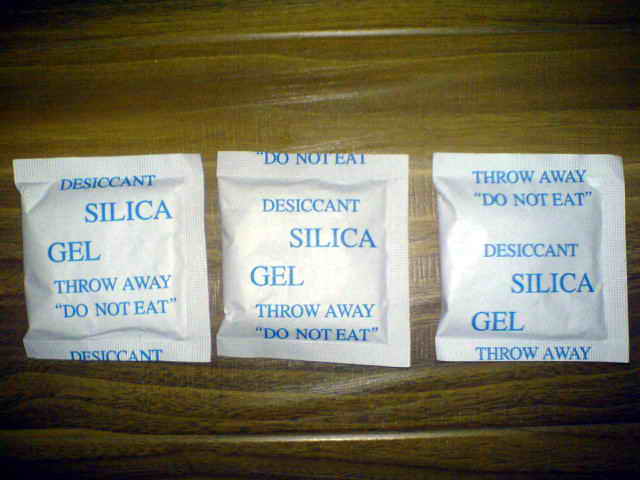 DESICCANT
SILICA
GEL
THROW AWAY
"DO NOT EAT"
DESICCANT
"DO NOT EAT
DESICCANT
SILICA
GEL
THROW AWAY
"DO NOT EAT"
THROW AWAY
"DO NOT EAT"
DESICCANT
SILICA
GEL
THROW AWAY